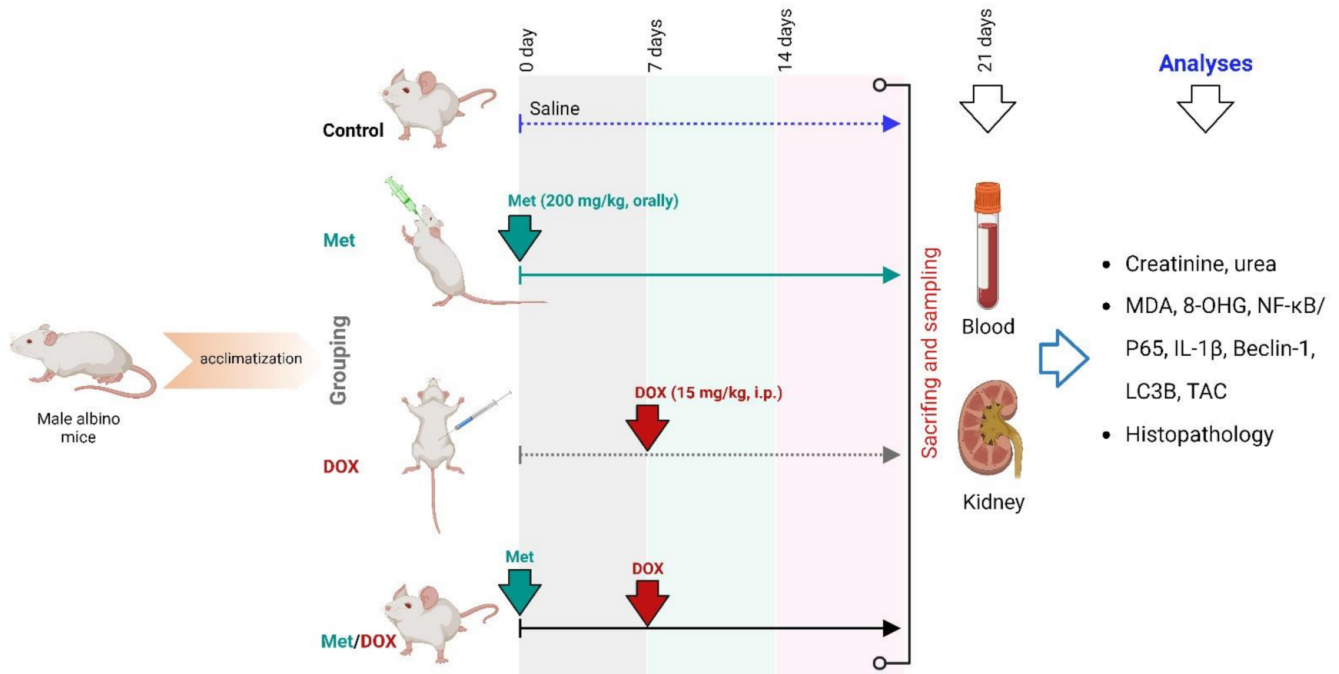 0 day
7 days
14 days
21 days
Analyses
Control
Saline
Met
Met (200 mg/kg, orally)
Male albino
mice
acclimatization
Grouping
DOX
DOX (15 mg/kg, i.p.)
Met/DOX
Met
DOX
Sacrifing and sampling
Blood
Kidney
• Creatinine, urea
• MDA, 8-OHG, NF-κB/
P65, IL-1β, Beclin-1,
LC3B, TAC
• Histopathology